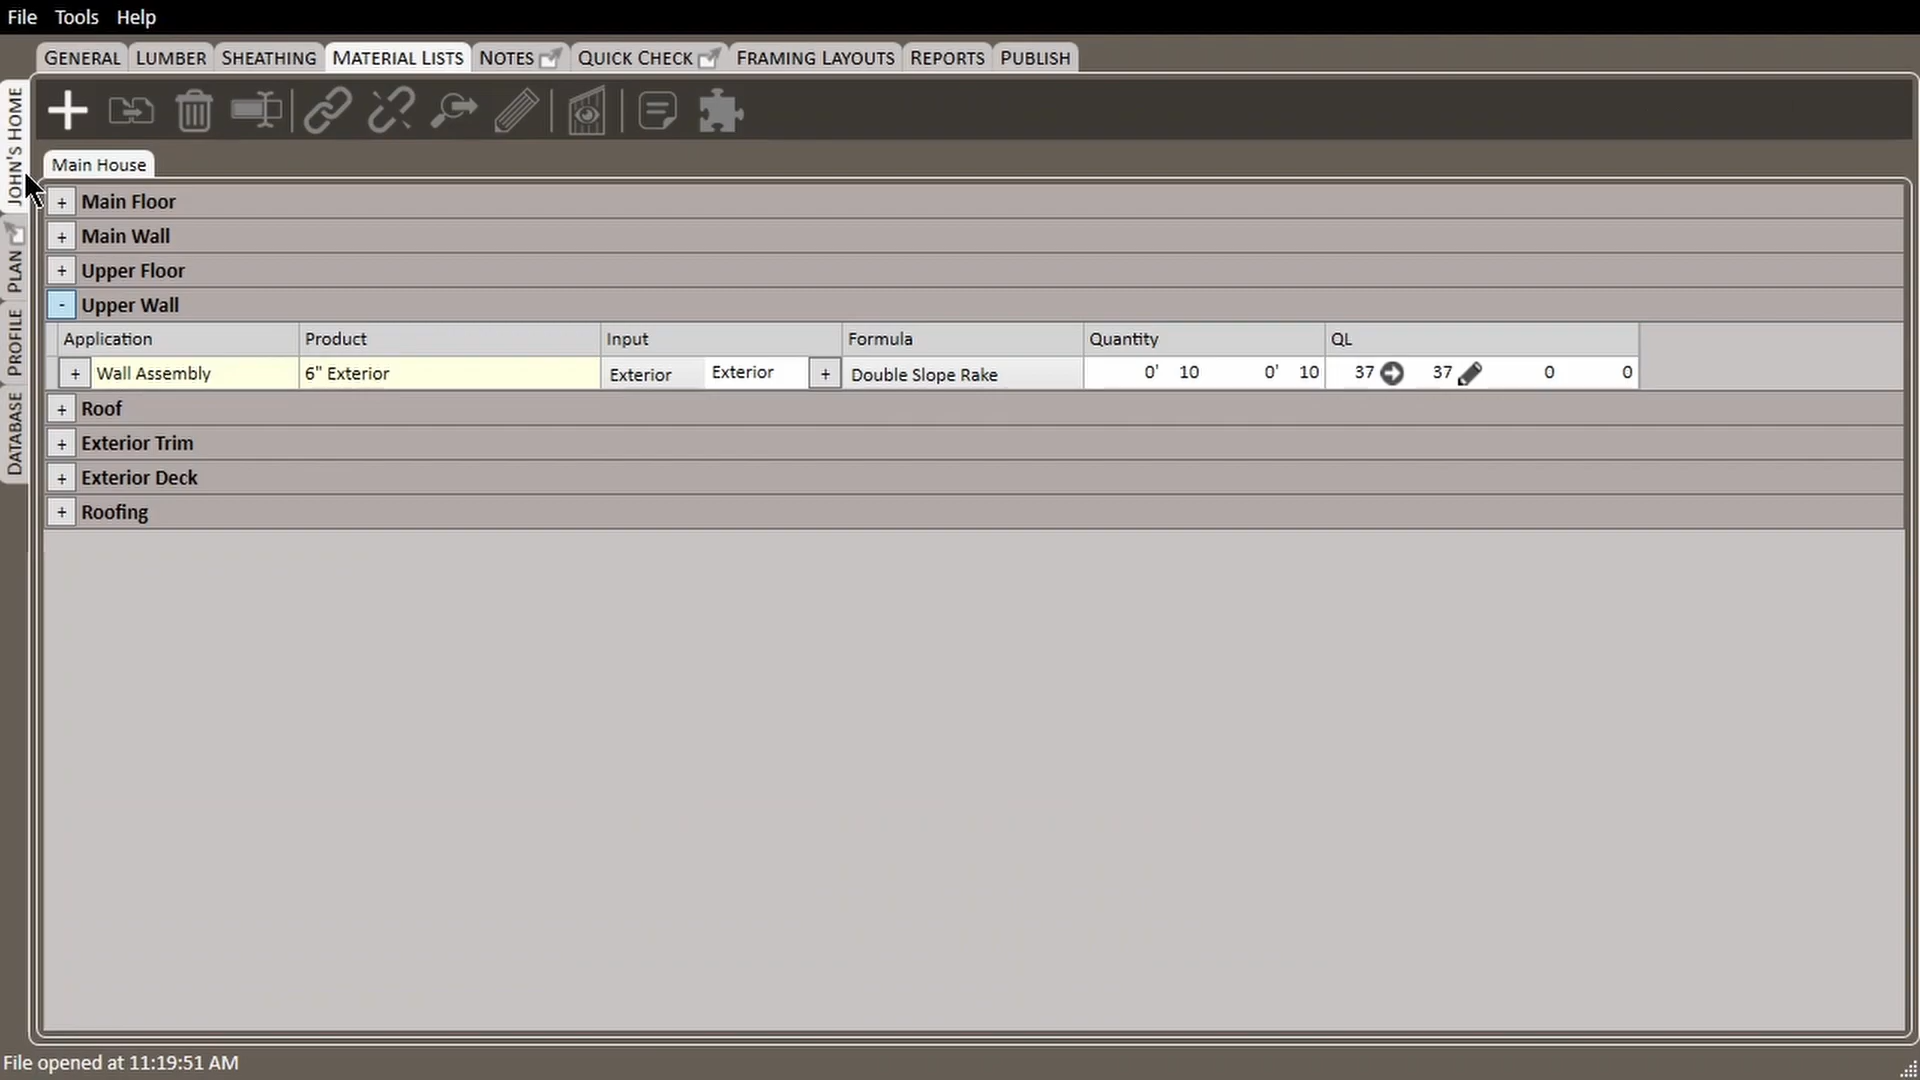 File Tools Help
GENERAL LUMBER SHEATHING MATERIAL LISTS NOTES QUICK CHECK FRAMING LAYOUTS REPORTS PUBLISH
JOHN'S HOME
PLAN
PROFILE
DATABASE
Main House
+ Main Floor
+ Main Wall
+ Upper Floor
- Upper Wall
Application Product Input Formula Quantity QL
+ Wall Assembly 6" Exterior Exterior Exterior + Double Slope Rake 0' 10 0' 10 37 37 0 0
+ Roof
+ Exterior Trim
+ Exterior Deck
+ Roofing
File opened at 11:19:51 AM